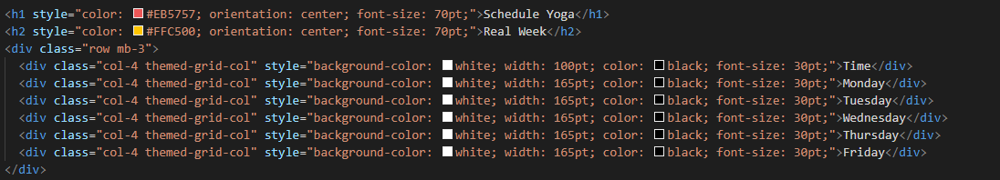 <h1 style="color: #EB5757; orientation: center; font-size: 70pt;">Schedule Yoga</h1>
<h2 style="color: #FFC500; orientation: center; font-size: 70pt;">Real Week</h2>
<div class="row mb-3">
<div class="col-4 themed-grid-col" style="background-color: white; width: 100pt; color: black; font-size: 30pt;">Time</div>
<div class="col-4 themed-grid-col" style="background-color: white; width: 165pt; color: black; font-size: 30pt;">Monday</div>
<div class="col-4 themed-grid-col" style="background-color: white; width: 165pt; color: black; font-size: 30pt;">Tuesday</div>
<div class="col-4 themed-grid-col" style="background-color: white; width: 165pt; color: black; font-size: 30pt;">Wednesday</div>
<div class="col-4 themed-grid-col" style="background-color: white; width: 165pt; color: black; font-size: 30pt;">Thursday</div>
<div class="col-4 themed-grid-col" style="background-color: white; width: 165pt; color: black; font-size: 30pt;">Friday</div>
</div>